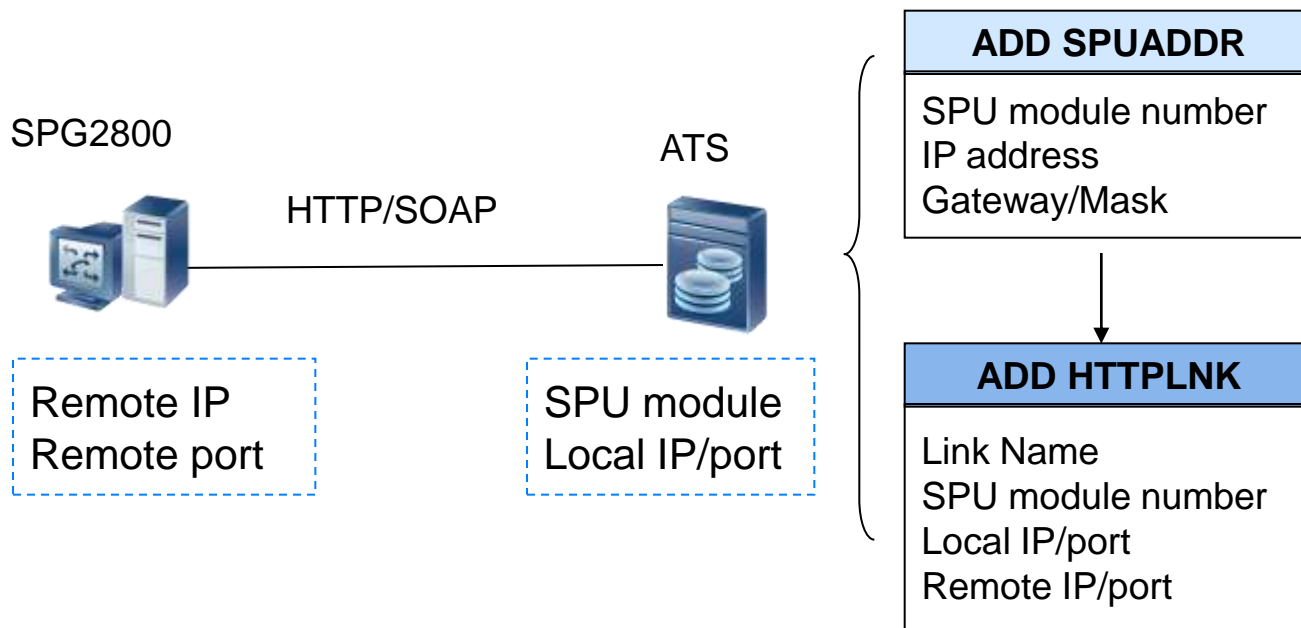 SPG2800
HTTP/SOAP
ATS
Remote IP
Remote port
SPU module
Local IP/port
ADD SPUADDR
SPU module number
IP address
Gateway/Mask
ADD HTTPLNK
Link Name
SPU module number
Local IP/port
Remote IP/port